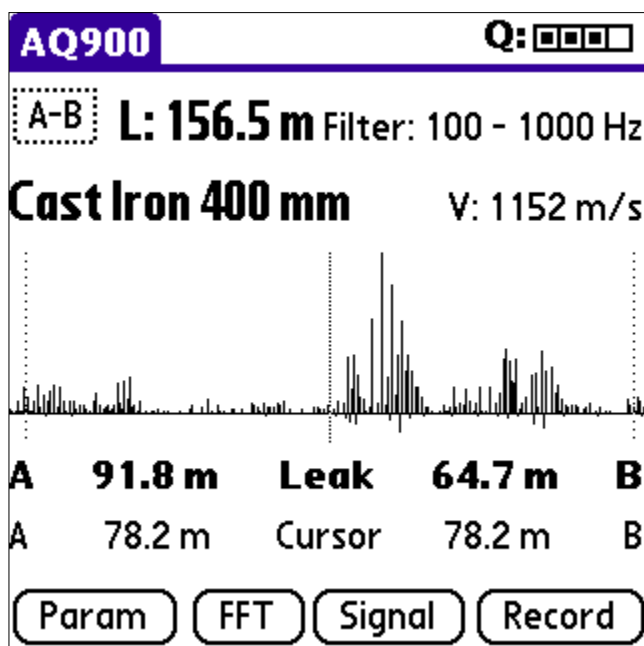 AQ900 Q:
A-B L: 156.5 m Filter: 100 - 1000 Hz
Cast Iron 400 mm V: 1152 m/s
A 91.8 m Leak 64.7 m B
A 78.2 m Cursor 78.2 m B
Param FFT Signal Record